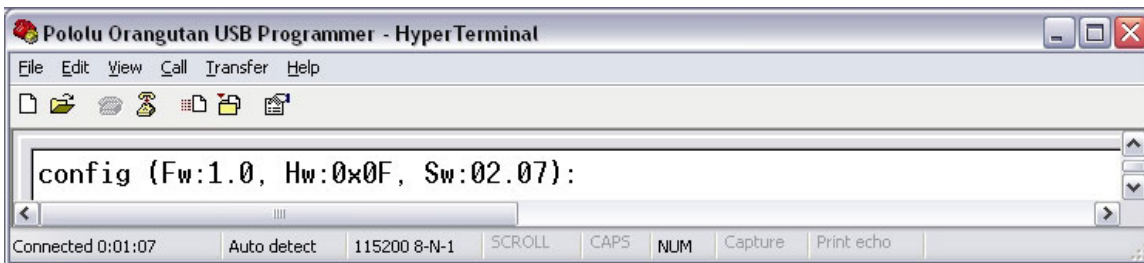 Pololu Orangutan USB Programmer - HyperTerminal
File Edit View Call Transfer Help
config (Fw:1.0, Hw:0x0F, Sw:02.07):
Connected 0:01:07 Auto detect 115200 8-N-1 SCROLL CAPS NUM Capture Print echo